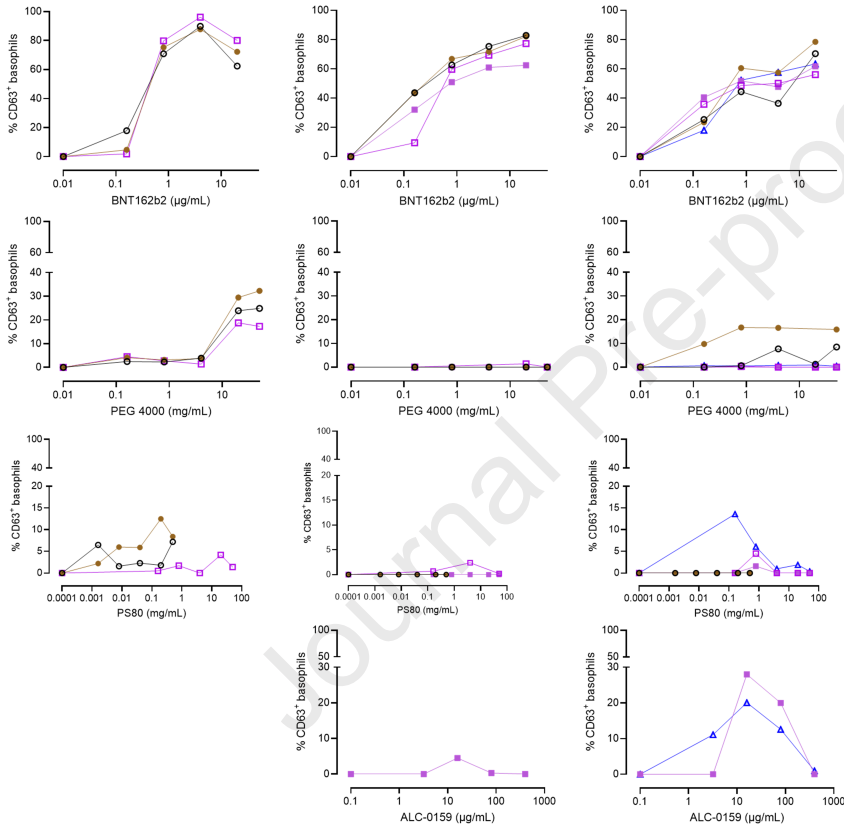 % CD63+ basophils
100
80
60
40
20
0
0.01 0.1 1 10
BNT162b2 (µg/mL)
% CD63+ basophils
100
80
60
40
20
0
0.01 0.1 1 10
BNT162b2 (µg/mL)
% CD63+ basophils
100
80
60
40
20
0
0.01 0.1 1 10
BNT162b2 (µg/mL)
% CD63+ basophils
100
60
40
30
20
10
0
0.01 0.1 1 10
PEG 4000 (mg/mL)
% CD63+ basophils
100
60
40
30
20
10
0
0.01 0.1 1 10
PEG 4000 (mg/mL)
% CD63+ basophils
100
60
40
30
20
10
0
0.01 0.1 1 10
PEG 4000 (mg/mL)
% CD63+ basophils
100
40
20
15
10
5
0
0.0001 0.001 0.01 0.1 1 10 100
PS80 (mg/mL)
% CD63+ basophils
100
40
20
15
10
5
0
0.0001 0.001 0.01 0.1 1 10 100
PS80 (mg/mL)
% CD63+ basophils
100
40
20
15
10
5
0
0.0001 0.001 0.01 0.1 1 10 100
PS80 (mg/mL)
% CD63+ basophils
100
50
30
20
10
0
0.1 1 10 100 1000
ALC-0159 (µg/mL)
% CD63+ basophils
100
50
30
20
10
0
0.1 1 10 100 1000
ALC-0159 (µg/mL)
Journal Pre-proo